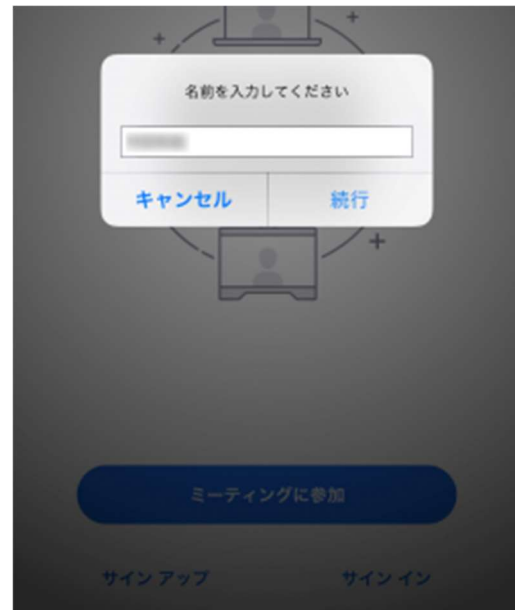 名前を入力してください
キャンセル 続行
ミーティングに参加
サイン アップ サイン イン